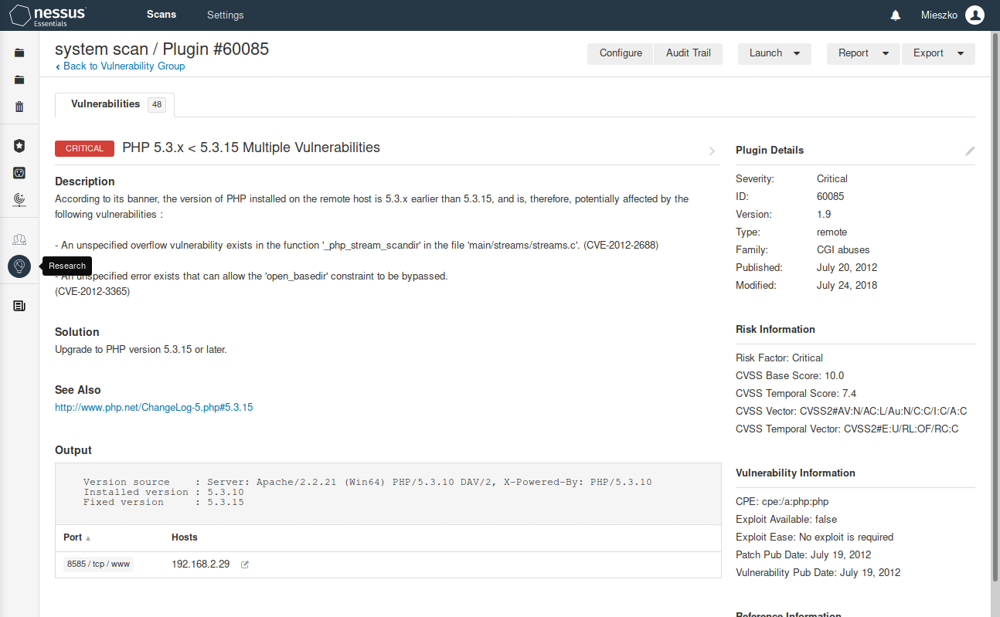 nessus
Essentials
Scans
Settings
Mieszko
system scan / Plugin #60085
Back to Vulnerability Group
Configure
Audit Trail
Launch
Report
Export
Vulnerabilities 48
CRITICAL PHP 5.3.x < 5.3.15 Multiple Vulnerabilities
Description
According to its banner, the version of PHP installed on the remote host is 5.3.x earlier than 5.3.15, and is, therefore, potentially affected by the
following vulnerabilities :
- An unspecified overflow vulnerability exists in the function '_php_stream_scandir' in the file 'main/streams/streams.c'. (CVE-2012-2688)
Research
- An unspecified error exists that can allow the 'open_basedir' constraint to be bypassed.
(CVE-2012-3365)
Solution
Upgrade to PHP version 5.3.15 or later.
See Also
http://www.php.net/ChangeLog-5.php#5.3.15
Output
Version source : Server: Apache/2.2.21 (Win64) PHP/5.3.10 DAV/2, X-Powered-By: PHP/5.3.10
Installed version : 5.3.10
Fixed version : 5.3.15
Port Hosts
8585 / tcp / www 192.168.2.29
Plugin Details
Severity: Critical
ID: 60085
Version: 1.9
Type: remote
Family: CGI abuses
Published: July 20, 2012
Modified: July 24, 2018
Risk Information
Risk Factor: Critical
CVSS Base Score: 10.0
CVSS Temporal Score: 7.4
CVSS Vector: CVSS2#AV:N/AC:L/Au:N/C:C/I:C/A:C
CVSS Temporal Vector: CVSS2#E:U/RL:OF/RC:C
Vulnerability Information
CPE: cpe:/a:php:php
Exploit Available: false
Exploit Ease: No exploit is required
Patch Pub Date: July 19, 2012
Vulnerability Pub Date: July 19, 2012
Reference Information